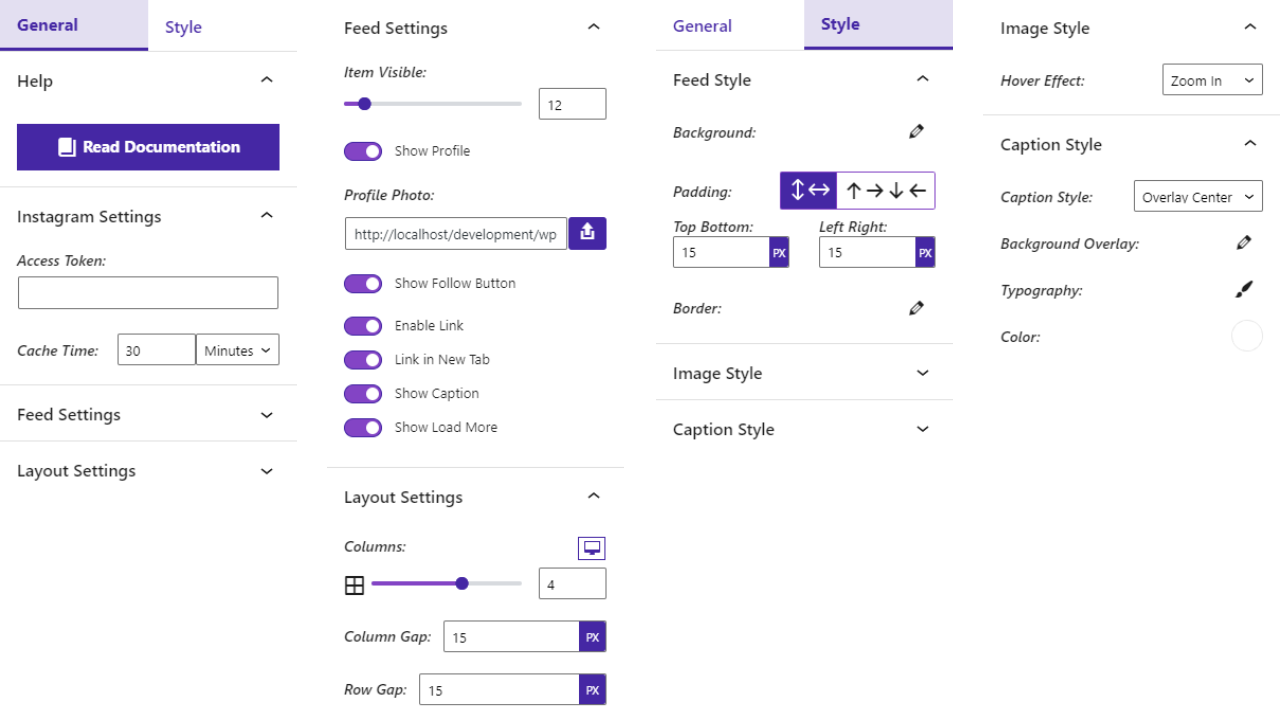 General
Style
Help
Read Documentation
Instagram Settings
Access Token:
Cache Time:
30
Minutes
Feed Settings
Layout Settings
Feed Settings
Item Visible:
12
Show Profile
Profile Photo:
http://localhost/development/wp
Show Follow Button
Enable Link
Link in New Tab
Show Caption
Show Load More
Layout Settings
Columns:
4
Column Gap:
15
PX
Row Gap:
15
PX
General
Style
Feed Style
Background:
Padding:
Top Bottom:
Left Right:
15
PX
15
PX
Border:
Image Style
Caption Style
Image Style
Hover Effect:
Zoom In
Caption Style
Caption Style:
Overlay Center
Background Overlay:
Typography:
Color: